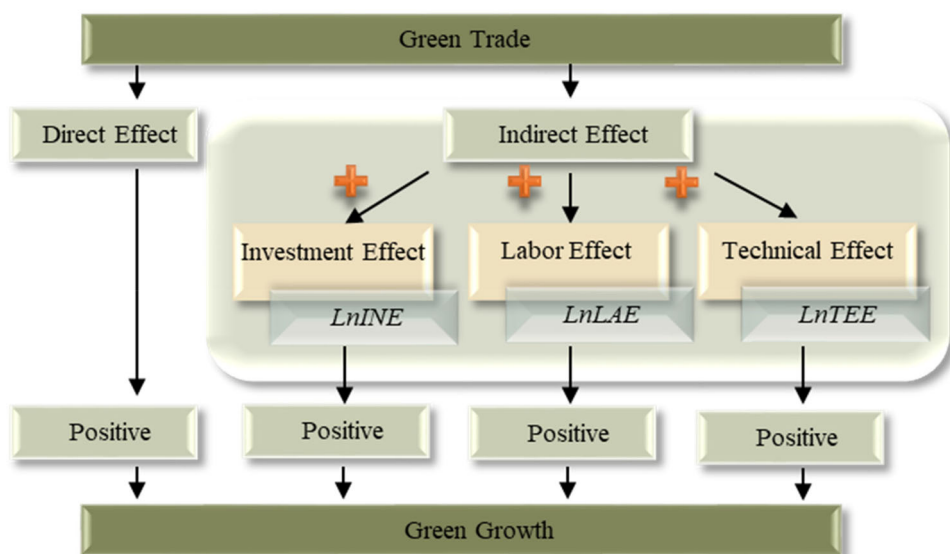 Green Trade
Direct Effect
Indirect Effect
Investment Effect
Labor Effect
Technical Effect
LnINE
LnLAE
LnTEE
Positive
Positive
Positive
Positive
Green Growth